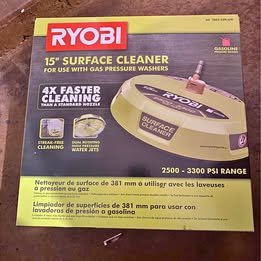 RYOBI
GASOLINE
15" SURFACE CLEANER
FOR USE WITH GAS PRESSURE WASHERS
4X FASTER
CLEANING
THAN A STANDARD NOZZLE
RYOBI
SURFACE
CLEANER
STREAK-FREE
CLEANING
DUAL ROTATING
HIGH PRESSURE
WATER JETS
2500 - 3300 PSI RANGE
Nettoyeur de surface de 381 mm à utiliser avec les laveuses
à pression au gaz
Limpiador de superficies de 381 mm para usar con
lavadoras de presión a gasolina